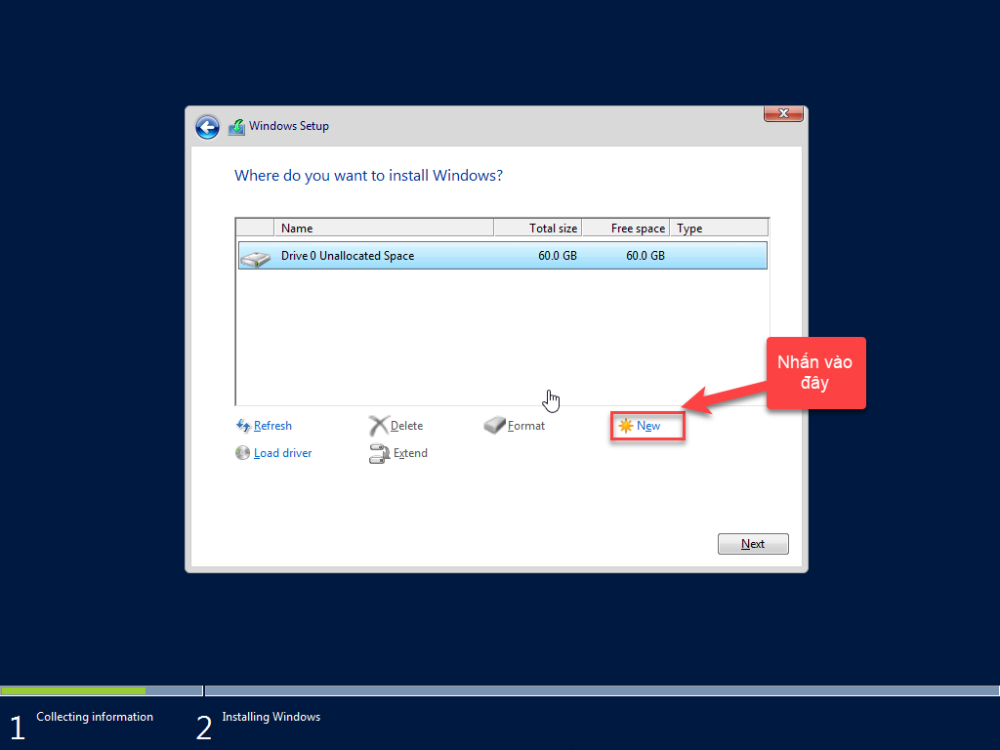 Windows Setup
Where do you want to install Windows?
Name Total size Free space Type
Drive 0 Unallocated Space 60.0 GB 60.0 GB
Nhấn vào
đây
Refresh Delete Format New
Load driver Extend
Next
1 Collecting information 2 Installing Windows